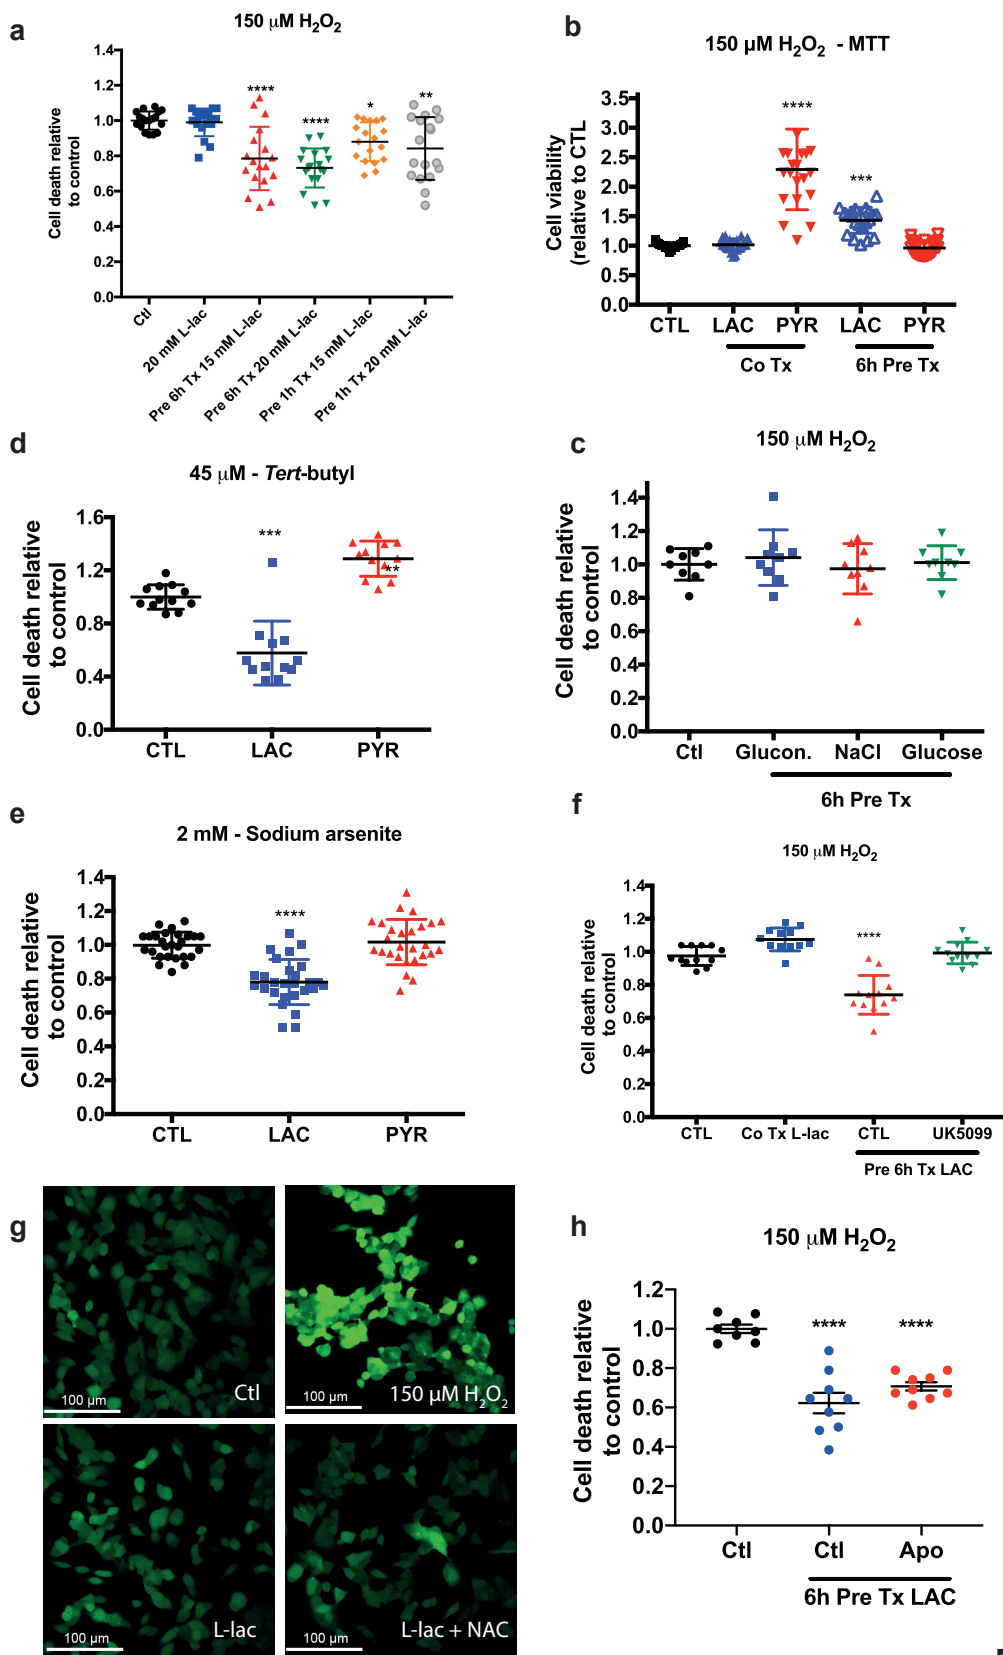 a
150 μM H₂O₂
Cell death relative
to control
1.4
1.2
1.0
0.8
0.6
0.4
0.2
0.0
****
****
*
**
Ctl
20 mM L-lac
Pre 6h Tx 15 mM L-lac
Pre 6h Tx 20 mM L-lac
Pre 1h Tx 15 mM L-lac
Pre 1h Tx 20 mM L-lac
b
150 μM H₂O₂ - MTT
Cell viability
(relative to CTL
3.5
3.0
2.5
2.0
1.5
1.0
0.5
0.0
****
***
CTL LAC PYR LAC PYR
Co Tx 6h Pre Tx
d
45 μM - Tert-butyl
Cell death relative
to control
1.6
1.2
0.8
0.4
0.0
***
**
CTL LAC PYR
c
150 μM H₂O₂
Cell death relative
to control
1.4
1.2
1.0
0.8
0.6
0.4
0.2
0.0
Ctl Glucon. NaCl Glucose
6h Pre Tx
e
2 mM - Sodium arsenite
Cell death relative
to control
1.4
1.2
1.0
0.8
0.6
0.4
0.2
0.0
****
CTL LAC PYR
f
150 μM H₂O₂
Cell death relative
to control
1.4
1.2
1.0
0.8
0.6
0.4
0.2
0.0
****
CTL Co Tx L-lac CTL UK5099
Pre 6h Tx LAC
g
100 μm Ctl
100 μm 150 μM H₂O₂
100 μm L-lac
100 μm L-lac + NAC
h
150 μM H₂O₂
Cell death relative
to control
1.2
1.0
0.8
0.6
0.4
0.2
0.0
****
****
Ctl Ctl Apo
6h Pre Tx LAC